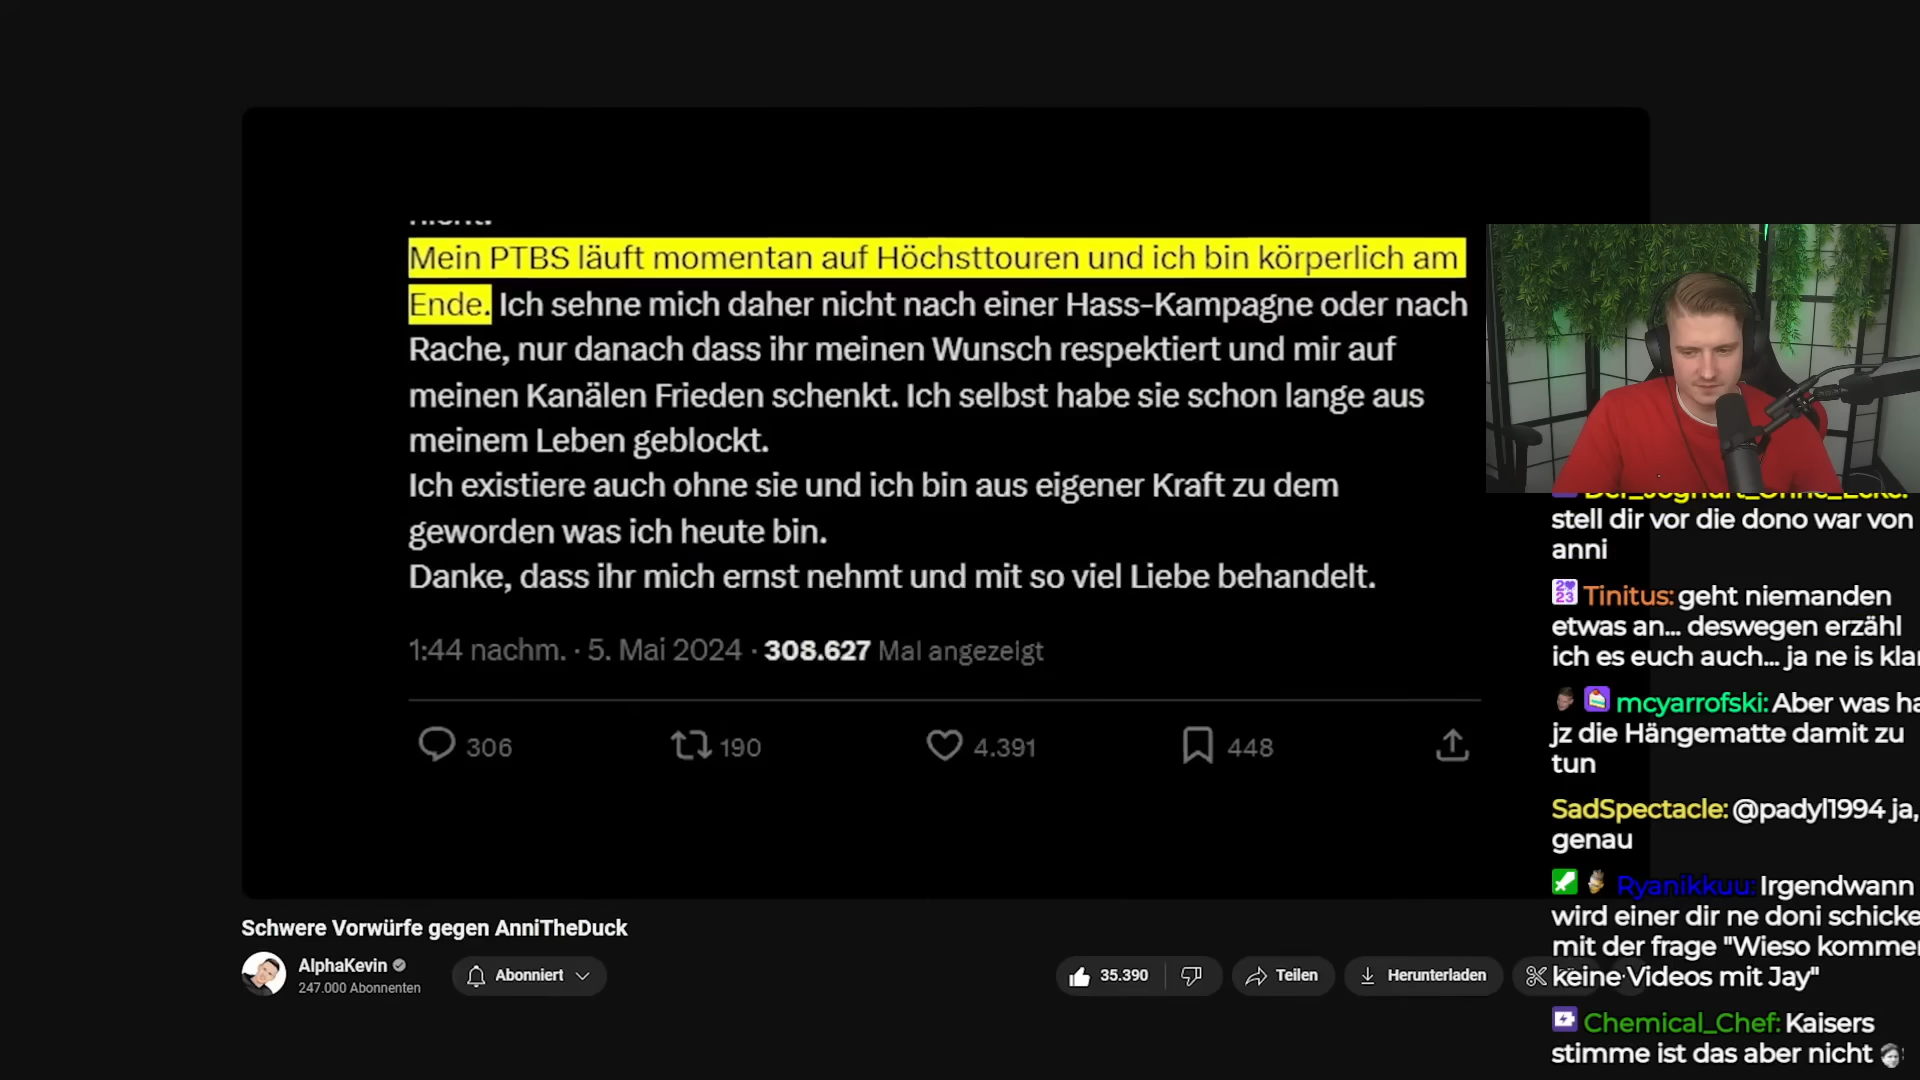 nicht.
Mein PTBS läuft momentan auf Höchsttouren und ich bin körperlich am
Ende. Ich sehne mich daher nicht nach einer Hass-Kampagne oder nach
Rache, nur danach dass ihr meinen Wunsch respektiert und mir auf
meinen Kanälen Frieden schenkt. Ich selbst habe sie schon lange aus
meinem Leben geblockt.
Ich existiere auch ohne sie und ich bin aus eigener Kraft zu dem
geworden was ich heute bin.
Danke, dass ihr mich ernst nehmt und mit so viel Liebe behandelt.
1:44 nachm. · 5. Mai 2024 · 308.627 Mal angezeigt
306 190 4.391 448
Schwere Vorwürfe gegen AnniTheDuck
AlphaKevin
247.000 Abonnenten
Abonniert
35.390
Teilen
Herunterladen
Der_Joghurt_Ohne_Ecke:
stell dir vor die dono war von
anni
Tinitus: geht niemanden
etwas an... deswegen erzähl
ich es euch auch... ja ne is klar
mcyarrofski: Aber was ha
jz die Hängematte damit zu
tun
SadSpectacle: @padyl1994 ja,
genau
Ryanikkuu: Irgendwann
wird einer dir ne doni schicke
mit der frage "Wieso komme
keine Videos mit Jay"
Chemical_Chef: Kaisers
stimme ist das aber nicht